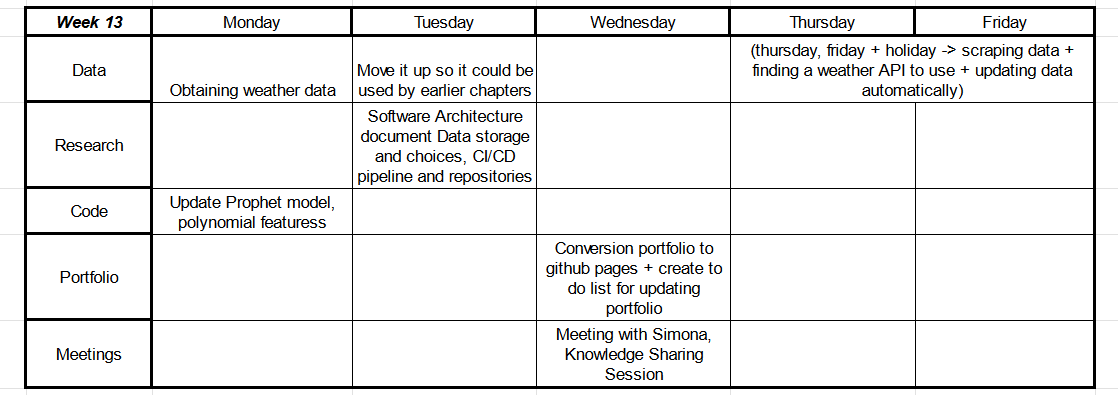 Week 13 Monday Tuesday Wednesday Thursday Friday
Data
Obtaining weather data
Move it up so it could be
used by earlier chapters
(thursday, friday + holiday -> scraping data +
finding a weather API to use + updating data
automatically)
Research
Software Architecture
document Data storage
and choices, CI/CD
pipeline and repositories
Code
Update Prophet model,
polynomial featuress
Portfolio
Conversion portfolio to
github pages + create to
do list for updating
portfolio
Meetings
Meeting with Simona,
Knowledge Sharing
Session